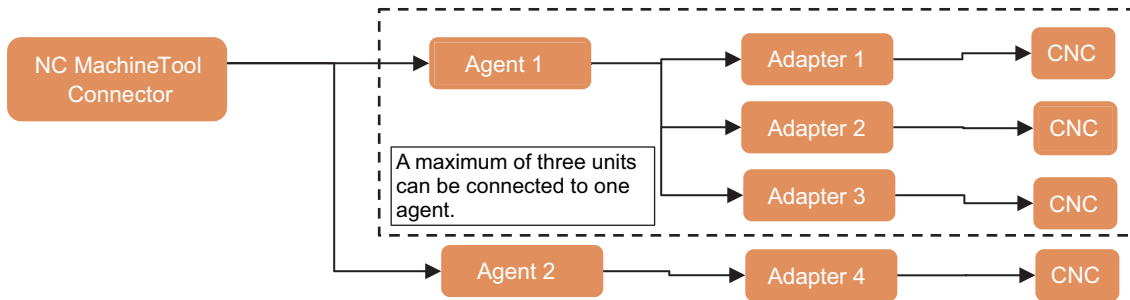 NC MachineTool
Connector
Agent 1
Adapter 1
CNC
Adapter 2
CNC
A maximum of three units
can be connected to one
agent.
Adapter 3
CNC
Agent 2
Adapter 4
CNC